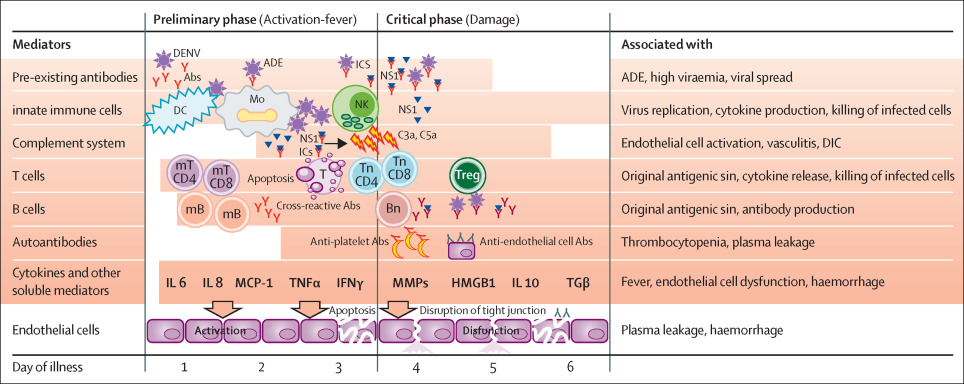 Preliminary phase (Activation-fever)
Critical phase (Damage)
Mediators
Associated with
DENV
Abs
ADE
ICS
NS1
Pre-existing antibodies
ADE, high viraemia, viral spread
innate immune cells
DC
Mo
NK
NS1
Virus replication, cytokine production, killing of infected cells
Complement system
NS1
ICs
C3a, C5a
Endothelial cell activation, vasculitis, DIC
T cells
mT CD4
mT CD8
Apoptosis
T
Tn CD4
Tn CD8
Treg
Original antigenic sin, cytokine release, killing of infected cells
B cells
mB
mB
Cross-reactive Abs
Bn
Original antigenic sin, antibody production
Autoantibodies
Anti-platelet Abs
Anti-endothelial cell Abs
Thrombocytopenia, plasma leakage
Cytokines and other
soluble mediators
IL 6
IL 8
MCP-1
TNFα
IFNγ
MMPs
HMGB1
IL 10
TGβ
Fever, endothelial cell dysfunction, haemorrhage
Apoptosis
Disruption of tight junction
Endothelial cells
Activation
Disfunction
Plasma leakage, haemorrhage
Day of illness
1
2
3
4
5
6